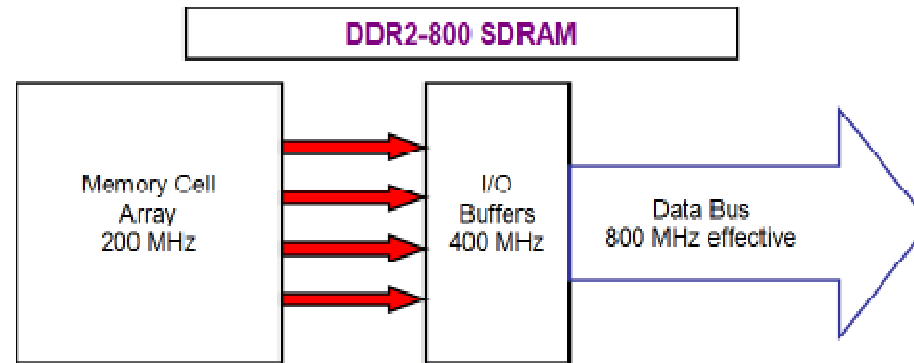 DDR2-800 SDRAM
Memory Cell
Array
200 MHz
I/O
Buffers
400 MHz
Data Bus
800 MHz effective